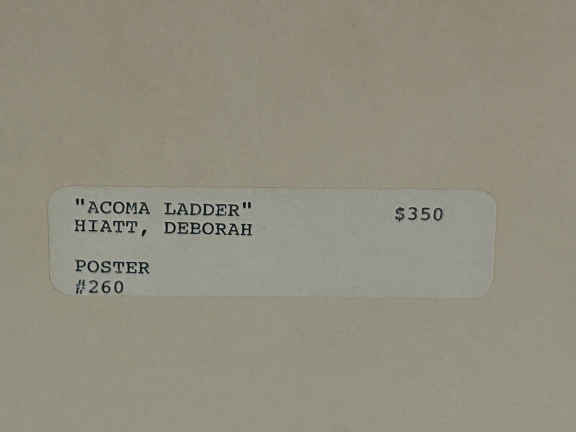 "ACOMA LADDER" $350
HIATT, DEBORAH
POSTER
#260